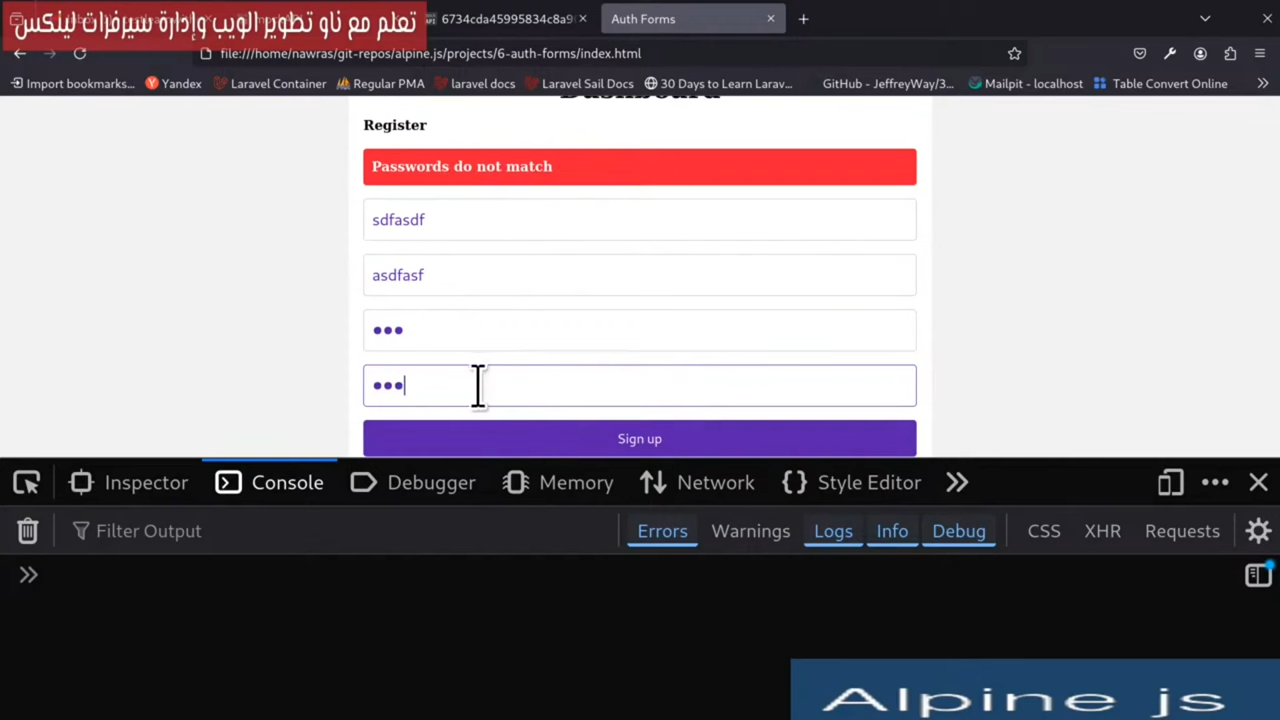 تعلم مع ناو تطوير الويب وإدارة سيرفرات لينكس
6734cda45995834c8a9
Auth Forms
file:///home/nawras/git-repos/alpine.js/projects/6-auth-forms/index.html
Import bookmarks...
Yandex
Laravel Container
Regular PMA
laravel docs
Laravel Sail Docs
30 Days to Learn Larav...
GitHub - JeffreyWay/3...
Mailpit - localhost
Table Convert Online
Dashboard
Register
Passwords do not match
sdfasdf
asdfasf
Sign up
Inspector
Console
Debugger
Memory
Network
Style Editor
Filter Output
Errors
Warnings
Logs
Info
Debug
CSS
XHR
Requests
Alpine js